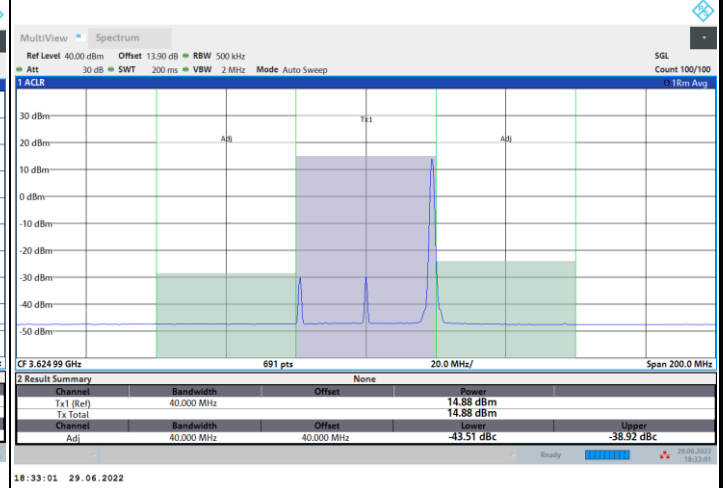 MultiView Spectrum
Ref Level 40.00 dBm Offset 13.90 dB RBW 500 kHz SGL
Att 30 dB SWT 200 ms VBW 2 MHz Mode Auto Sweep Count 100/100
1 ACLR 1Rm Avg
30 dBm
Tx1
20 dBm
Adj Adj
10 dBm
0 dBm
-10 dBm
-20 dBm
-30 dBm
-40 dBm
-50 dBm
CF 3.624 99 GHz 691 pts 20.0 MHz/ Span 200.0 MHz
2 Result Summary None
Channel Bandwidth Offset Power
Tx1 (Ref) 40.000 MHz 14.88 dBm
Tx Total 14.88 dBm
Channel Bandwidth Offset Lower Upper
Adj 40.000 MHz 40.000 MHz -43.51 dBc -38.92 dBc
Ready 29.06.2022
18:33:01
18:33:01 29.06.2022